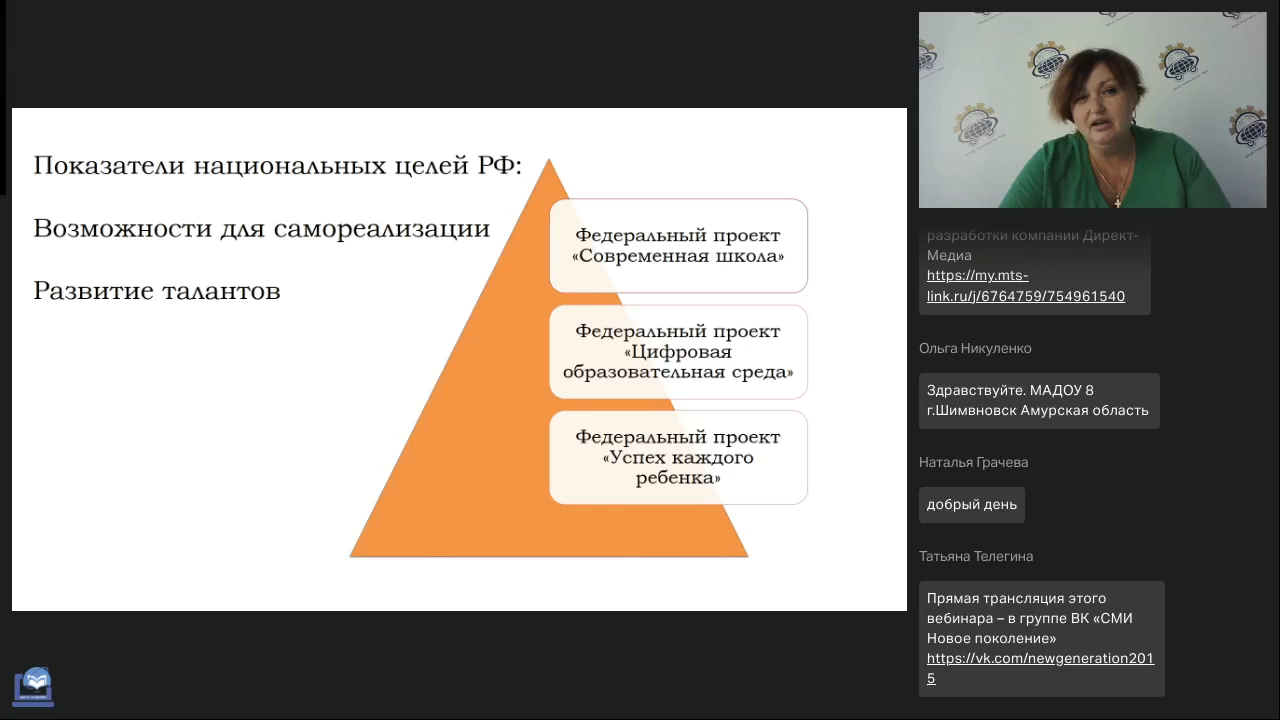 Показатели национальных целей РФ:
Возможности для самореализации
Развитие талантов
Федеральный проект
«Современная школа»
Федеральный проект
«Цифровая
образовательная среда»
Федеральный проект
«Успех каждого
ребенка»
разработки компании Директ-
Медиа
https://my.mts-
link.ru/j/6764759/754961540
Ольга Никуленко
Здравствуйте. МАДОУ 8
г.Шимвновск Амурская область
Наталья Грачева
добрый день
Татьяна Телегина
Прямая трансляция этого
вебинара – в группе ВК «СМИ
Новое поколение»
https://vk.com/newgeneration201
5